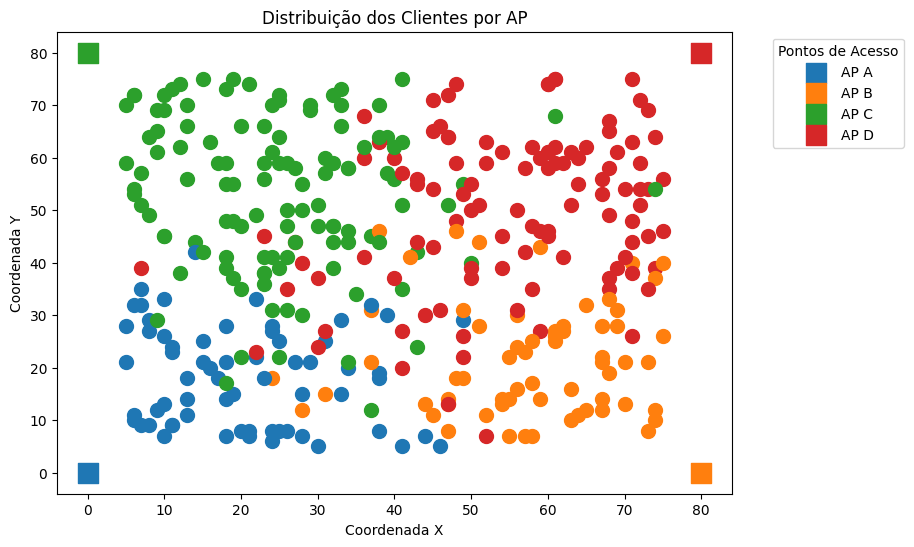 Distribuição dos Clientes por AP
Coordenada Y
80
70
60
50
40
30
20
10
0
0 10 20 30 40 50 60 70 80
Coordenada X
Pontos de Acesso
AP A
AP B
AP C
AP D